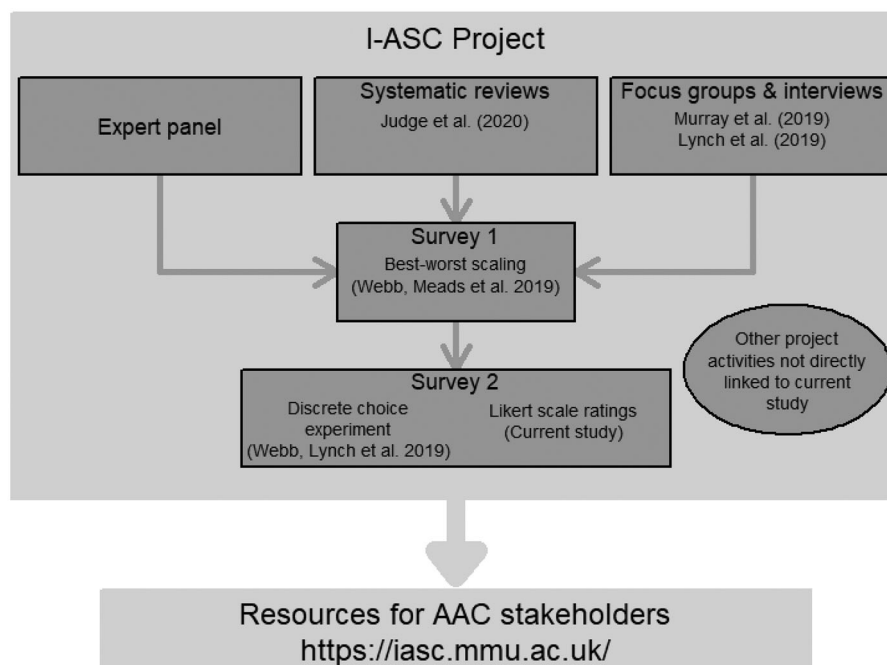 I-ASC Project
Expert panel
Systematic reviews
Judge et al. (2020)
Focus groups & interviews
Murray et al. (2019)
Lynch et al. (2019)
Survey 1
Best-worst scaling
(Webb, Meads et al. 2019)
Other project
activities not directly
linked to current
study
Survey 2
Discrete choice
experiment
(Webb, Lynch et al. 2019)
Likert scale ratings
(Current study)
Resources for AAC stakeholders
https://iasc.mmu.ac.uk/